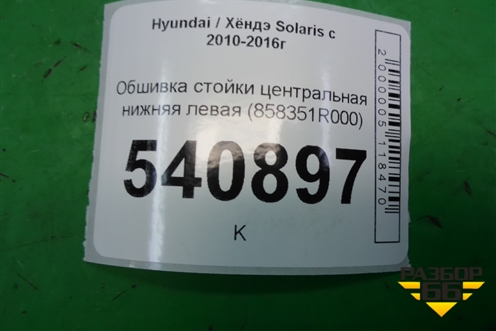 Hyundai / Хёндэ Solaris с
2010-2016г
Обшивка стойки центральная
нижняя левая (858351R000)
540897
К
2000005118470
РАЗБОР
66